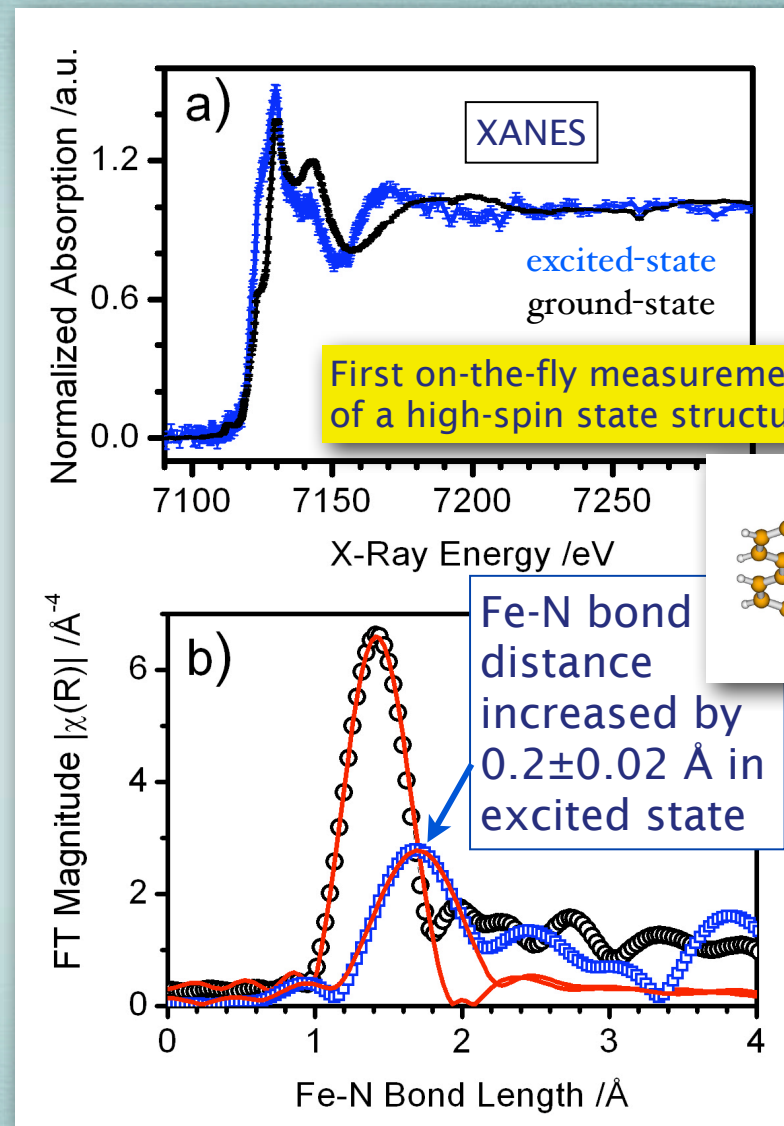 a)
XANES
Normalized Absorption /a.u.
1.2
0.6
0.0
excited-state
ground-state
First on-the-fly
of a high-spin state
7100 7150 7200 7250
X-Ray Energy /eV
b)
Fe-N bond
distance
increased by
0.2±0.02 Å in
excited state
FT Magnitude |χ(R)| /Å-4
6
4
2
0
0 1 2 3 4
Fe-N Bond Length /Å